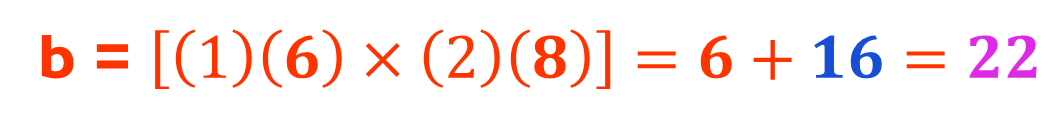 b = [(1)(6) × (2)(8)] = 6 + 16 = 22